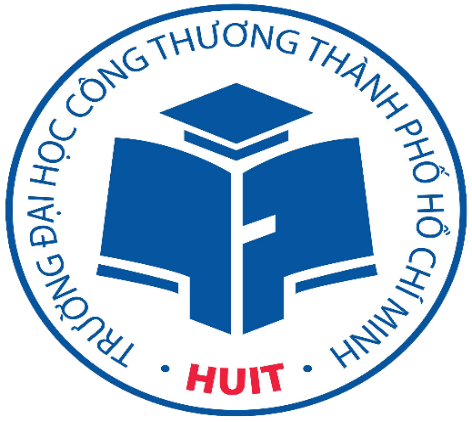 TRƯỜNG ĐẠI HỌC CÔNG THƯƠNG THÀNH PHỐ HỒ CHÍ MINH
· HUIT ·